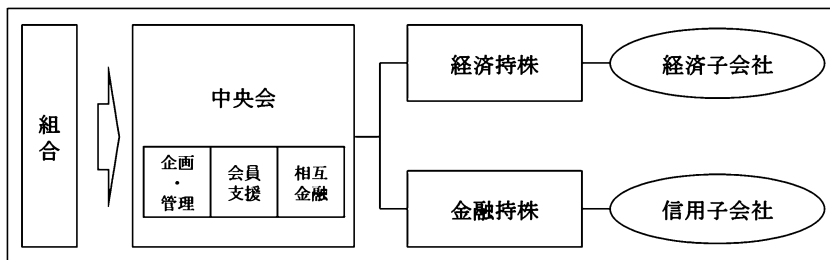 組
合
中央会
企画
・
管理
会員
支援
相互
金融
経済持株
経済子会社
金融持株
信用子会社